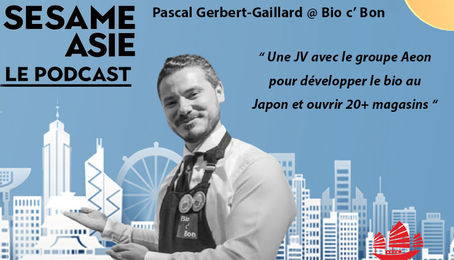 SESAME
ASIE
LE PODCAST
Pascal Gerbert-Gaillard @ Bio c' Bon
“ Une JV avec le groupe Aeon
pour développer le bio au
Japon et ouvrir 20+ magasins “
Bio
c'
Bon